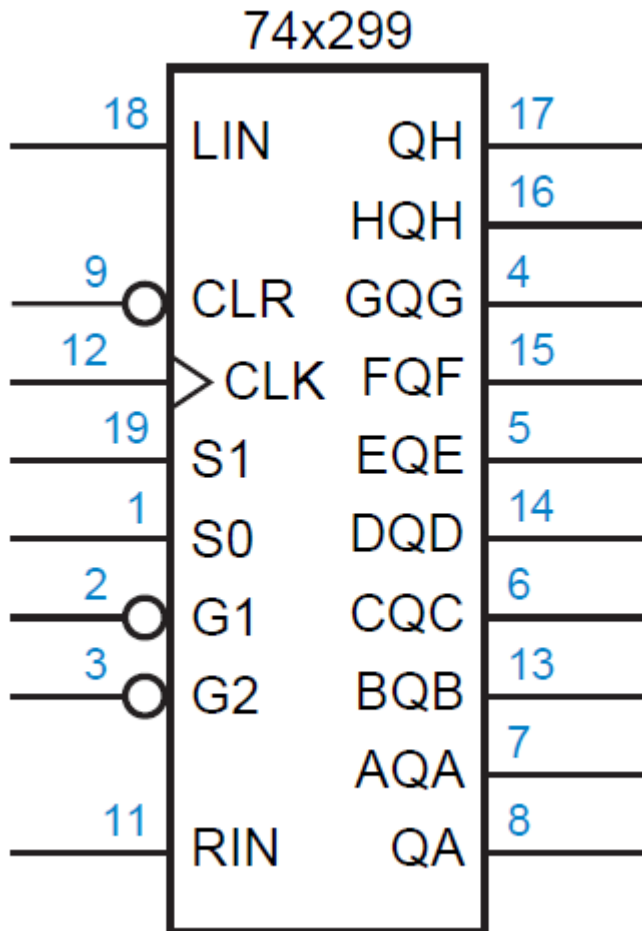 74x299
18 LIN QH 17
HQH 16
9 CLR GQG 4
12 CLK FQF 15
19 S1 EQE 5
1 S0 DQD 14
2 G1 CQC 6
3 G2 BQB 13
AQA 7
11 RIN QA 8